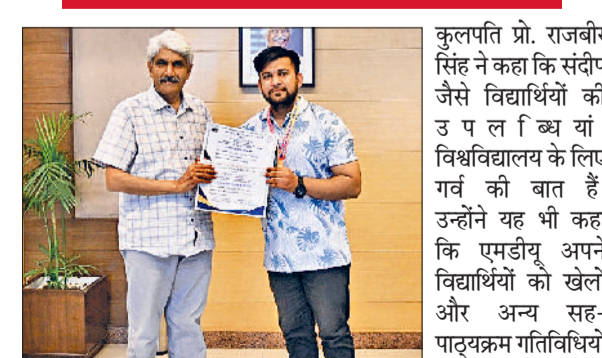 कुलपति प्रो. राजबीर
सिंह ने कहा कि संदीप
जैसे विद्यार्थियों की
उपलब्धियां
विश्वविद्यालय के लिए
गर्व की बात हैं
उन्होंने यह भी कहा
कि एमडीयू अपने
विद्यार्थियों को खेलों
और अन्य सह-
पाठ्यक्रम गतिविधियों